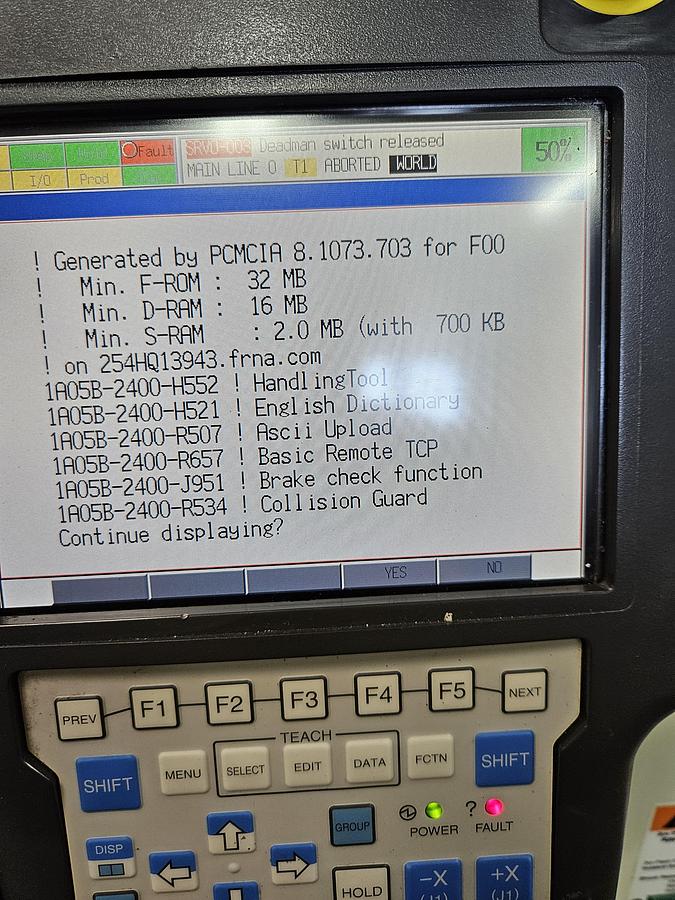 Fault
SRVO-003 Deadman switch released
I/O Prod
MAIN LINE 0 T1 ABORTED WORLD
50%
! Generated by PCMCIA 8.1073.703 for F00
! Min. F-ROM : 32 MB
! Min. D-RAM : 16 MB
! Min. S-RAM : 2.0 MB (with 700 KB
! on 254HQ13943.frna.com
1A05B-2400-H552 ! HandlingTool
1A05B-2400-H521 ! English Dictionary
1A05B-2400-R507 ! Ascii Upload
1A05B-2400-R657 ! Basic Remote TCP
1A05B-2400-J951 ! Brake check function
1A05B-2400-R534 ! Collision Guard
Continue displaying?
YES NO
PREV F1 F2 F3 F4 F5 NEXT
TEACH
SHIFT MENU SELECT EDIT DATA FCTN SHIFT
DISP
GROUP
POWER
? FAULT
HOLD
-X +X
(J1) (J1)